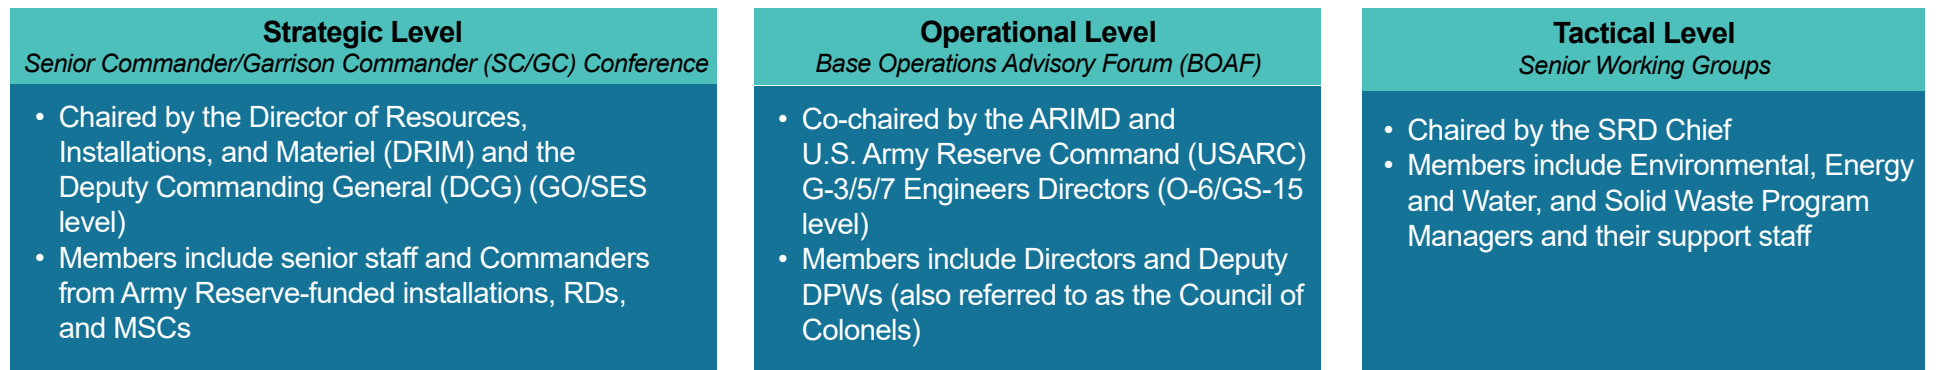 Strategic Level
Senior Commander/Garrison Commander (SC/GC) Conference
• Chaired by the Director of Resources,
Installations, and Materiel (DRIM) and the
Deputy Commanding General (DCG) (GO/SES
level)
• Members include senior staff and Commanders
from Army Reserve-funded installations, RDs,
and MSCs
Operational Level
Base Operations Advisory Forum (BOAF)
• Co-chaired by the ARIMD and
U.S. Army Reserve Command (USARC)
G-3/5/7 Engineers Directors (O-6/GS-15
level)
• Members include Directors and Deputy
DPWs (also referred to as the Council of
Colonels)
Tactical Level
Senior Working Groups
• Chaired by the SRD Chief
• Members include Environmental, Energy
and Water, and Solid Waste Program
Managers and their support staff